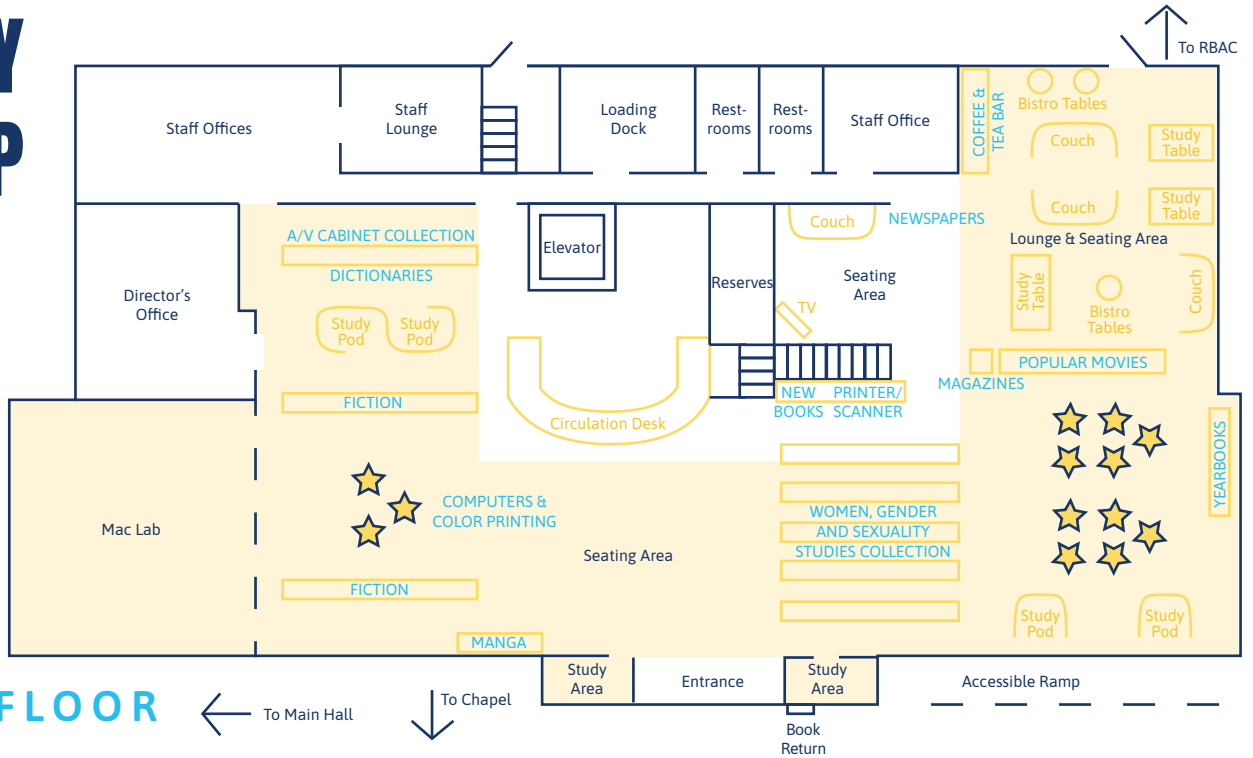 Y
P
To RBAC
Staff Offices
Staff
Lounge
Loading
Dock
Rest-
rooms
Rest-
rooms
Staff Office
COFFEE &
TEA BAR
Bistro Tables
Couch
Study
Table
Couch
Study
Table
Lounge & Seating Area
A/V CABINET COLLECTION
DICTIONARIES
Elevator
Couch
NEWSPAPERS
Director's
Office
Reserves
Seating
Area
TV
Study
Table
Bistro
Tables
Couch
Study
Pod
Study
Pod
POPULAR MOVIES
MAGAZINES
FICTION
Circulation Desk
NEW
BOOKS
PRINTER/
SCANNER
YEARBOOKS
Mac Lab
COMPUTERS &
COLOR PRINTING
Seating Area
WOMEN, GENDER
AND SEXUALITY
STUDIES COLLECTION
FICTION
MANGA
Study
Pod
Study
Pod
Study
Area
Entrance
Study
Area
Accessible Ramp
FLOOR
To Main Hall
To Chapel
Book
Return